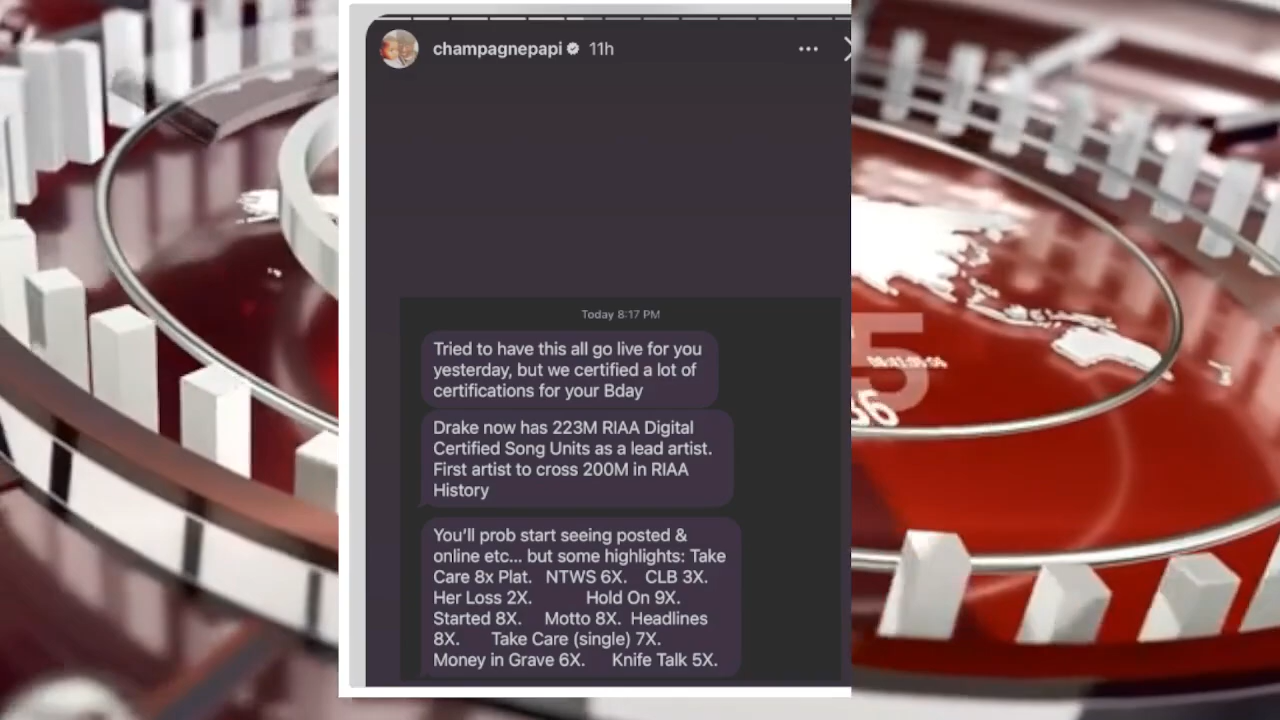 champagnepapi 11h
Today 8:17 PM
Tried to have this all go live for you
yesterday, but we certified a lot of
certifications for your Bday
Drake now has 223M RIAA Digital
Certified Song Units as a lead artist.
First artist to cross 200M in RIAA
History
You'll prob start seeing posted &
online etc... but some highlights: Take
Care 8x Plat. NTWS 6X. CLB 3X.
Her Loss 2X. Hold On 9X.
Started 8X. Motto 8X. Headlines
8X. Take Care (single) 7X.
Money in Grave 6X. Knife Talk 5X.
5